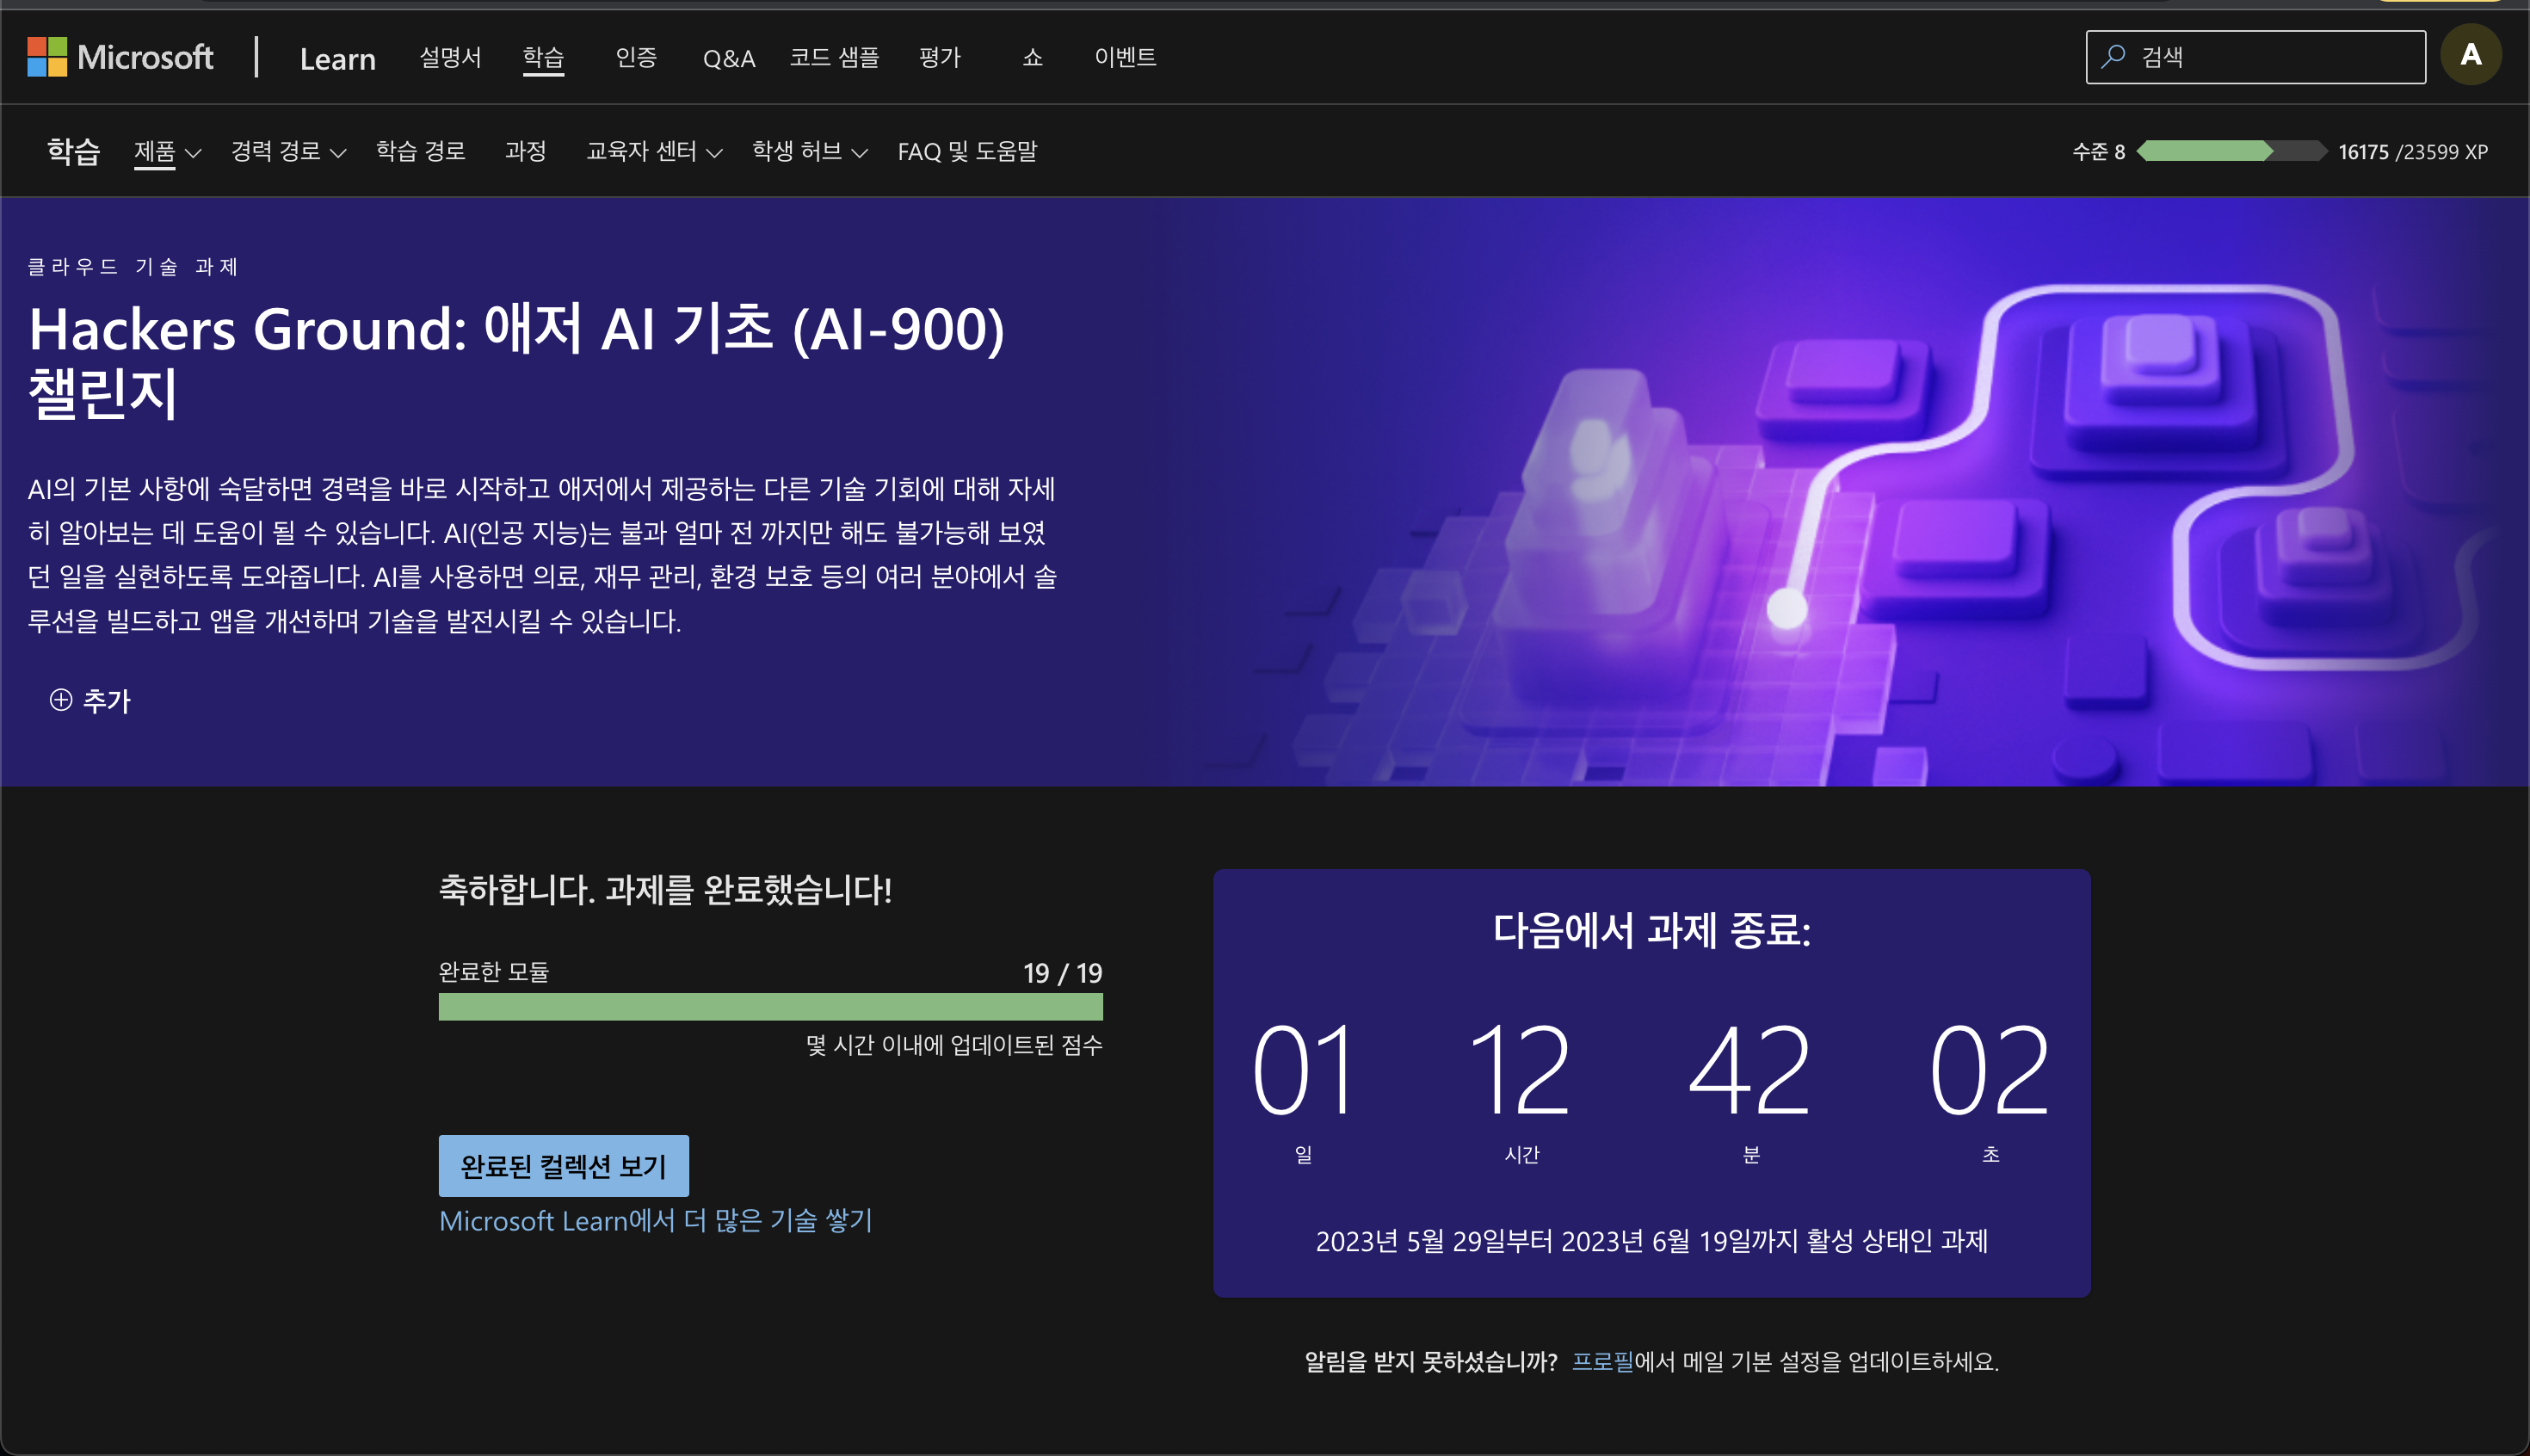 Microsoft Learn 설명서 학습 인증 Q&A 코드 샘플 평가 쇼 이벤트 검색 A
학습 제품 경력 경로 학습 경로 과정 교육자 센터 학생 허브 FAQ 및 도움말 수준 8 16175 /23599 XP
클라우드 기술 과제
Hackers Ground: 애저 AI 기초 (AI-900)
챌린지
AI의 기본 사항에 숙달하면 경력을 바로 시작하고 애저에서 제공하는 다른 기술 기회에 대해 자세
히 알아보는 데 도움이 될 수 있습니다. AI(인공 지능)는 불과 얼마 전 까지만 해도 불가능해 보였
던 일을 실현하도록 도와줍니다. AI를 사용하면 의료, 재무 관리, 환경 보호 등의 여러 분야에서 솔
루션을 빌드하고 앱을 개선하며 기술을 발전시킬 수 있습니다.
추가
축하합니다. 과제를 완료했습니다!
완료한 모듈 19 / 19
몇 시간 이내에 업데이트된 점수
완료된 컬렉션 보기
Microsoft Learn에서 더 많은 기술 쌓기
다음에서 과제 종료:
01 12 42 02
일 시간 분 초
2023년 5월 29일부터 2023년 6월 19일까지 활성 상태인 과제
알림을 받지 못하셨습니까? 프로필에서 메일 기본 설정을 업데이트하세요.